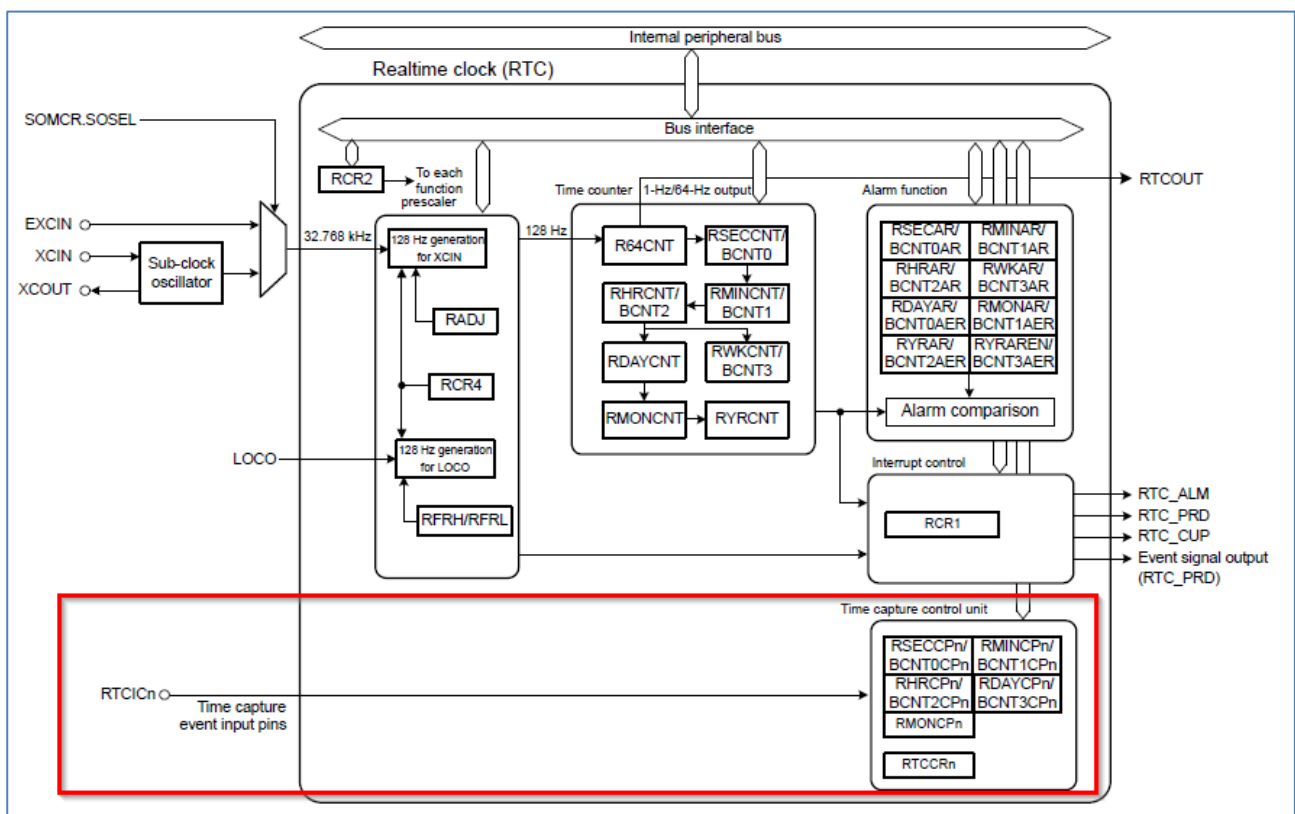 Internal peripheral bus
Realtime clock (RTC)
SOMCR.SOSEL
Bus interface
RCR2
To each
function
prescaler
Time counter
1-Hz/64-Hz output
Alarm function
RTCOUT
EXCIN
XCIN
XCOUT
Sub-clock
oscillator
32.768 kHz
128 Hz generation
for XCIN
128 Hz
RADJ
RCR4
LOCO
128 Hz generation
for LOCO
RFRH/RFRL
R64CNT
RSECCNT/
BCNT0
RHRCNT/
BCNT2
RMINCNT/
BCNT1
RDAYCNT
RWKCNT/
BCNT3
RMONCNT
RYRCNT
RSECAR/
BCNT0AR
RMINAR/
BCNT1AR
RHRAR/
BCNT2AR
RWKAR/
BCNT3AR
RDAYAR/
BCNT0AER
RMONAR/
BCNT1AER
RYRAR/
BCNT2AER
RYRAREN/
BCNT3AER
Alarm comparison
Interrupt control
RCR1
RTC_ALM
RTC_PRD
RTC_CUP
Event signal output
(RTC_PRD)
Time capture control unit
RTCICn
Time capture
event input pins
RSECCPn/
BCNT0CPn
RMINCPn/
BCNT1CPn
RHRCPn/
BCNT2CPn
RDAYCPn/
BCNT3CPn
RMONCPn
RTCCRn